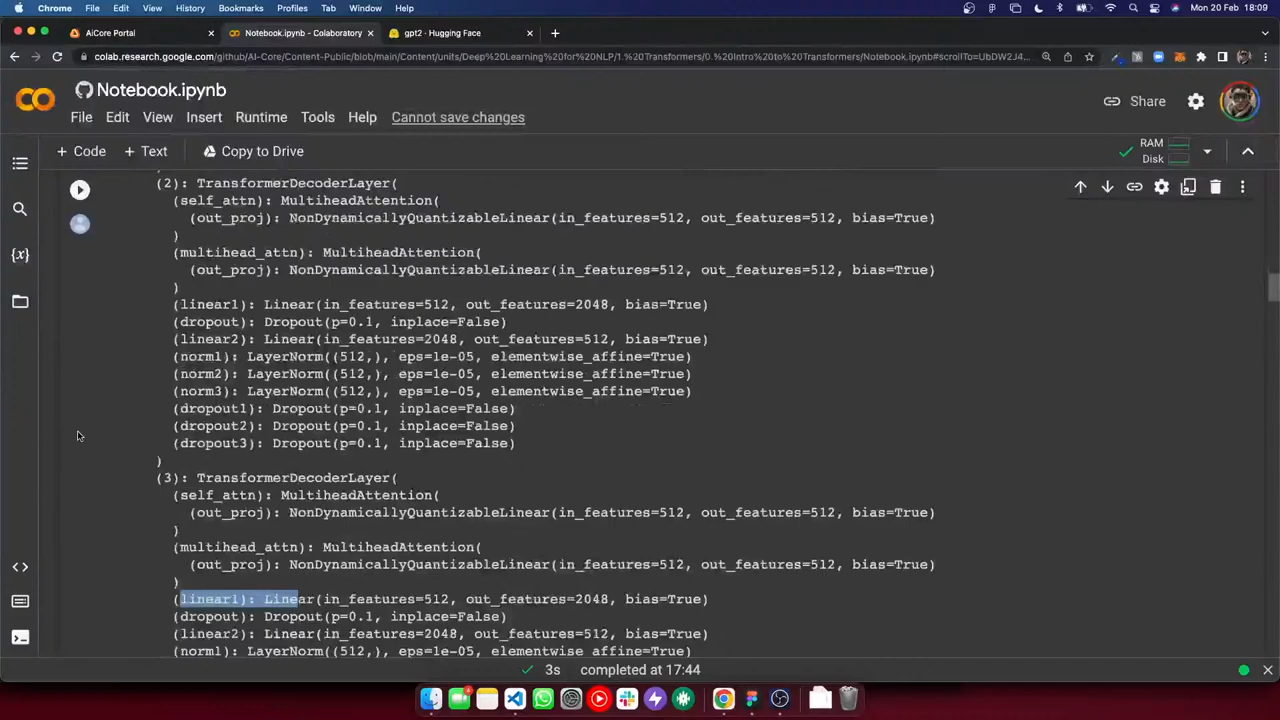 Chrome File Edit View History Bookmarks Profiles Tab Window Help Mon 20 Feb 18:09
AiCore Portal Notebook.ipynb - Colaboratory gpt2 · Hugging Face
colab.research.google.com/github/AI-Core/Content-Public/blob/main/Content/units/Deep%20Learning%20for%20NLP/1.%20Transformers/0.%20Intro%20to%20Transformers/Notebook.ipynb#scrollTo=UbDW2J4...
Notebook.ipynb
File Edit View Insert Runtime Tools Help Cannot save changes
Share
+ Code + Text Copy to Drive
RAM
Disk
(2): TransformerDecoderLayer(
(self_attn): MultiheadAttention(
(out_proj): NonDynamicallyQuantizableLinear(in_features=512, out_features=512, bias=True)
)
(multihead_attn): MultiheadAttention(
(out_proj): NonDynamicallyQuantizableLinear(in_features=512, out_features=512, bias=True)
)
(linear1): Linear(in_features=512, out_features=2048, bias=True)
(dropout): Dropout(p=0.1, inplace=False)
(linear2): Linear(in_features=2048, out_features=512, bias=True)
(norm1): LayerNorm((512,), eps=1e-05, elementwise_affine=True)
(norm2): LayerNorm((512,), eps=1e-05, elementwise_affine=True)
(norm3): LayerNorm((512,), eps=1e-05, elementwise_affine=True)
(dropout1): Dropout(p=0.1, inplace=False)
(dropout2): Dropout(p=0.1, inplace=False)
(dropout3): Dropout(p=0.1, inplace=False)
)
(3): TransformerDecoderLayer(
(self_attn): MultiheadAttention(
(out_proj): NonDynamicallyQuantizableLinear(in_features=512, out_features=512, bias=True)
)
(multihead_attn): MultiheadAttention(
(out_proj): NonDynamicallyQuantizableLinear(in_features=512, out_features=512, bias=True)
)
(linear1): Linear(in_features=512, out_features=2048, bias=True)
(dropout): Dropout(p=0.1, inplace=False)
(linear2): Linear(in_features=2048, out_features=512, bias=True)
(norm1): LayerNorm((512,), eps=1e-05, elementwise_affine=True)
3s completed at 17:44